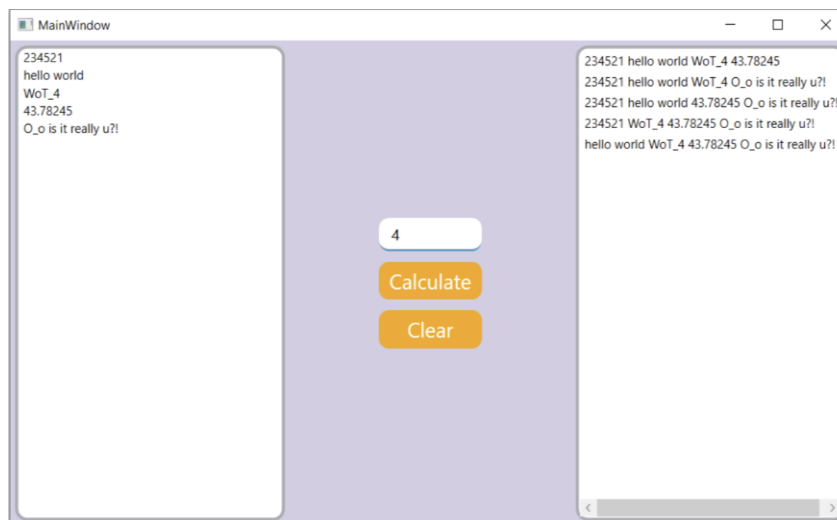 MainWindow
234521
hello world
WoT_4
43.78245
O_o is it really u?!
4
Calculate
Clear
234521 hello world WoT_4 43.78245
234521 hello world WoT_4 O_o is it really u?!
234521 hello world 43.78245 O_o is it really u?!
234521 WoT_4 43.78245 O_o is it really u?!
hello world WoT_4 43.78245 O_o is it really u?!